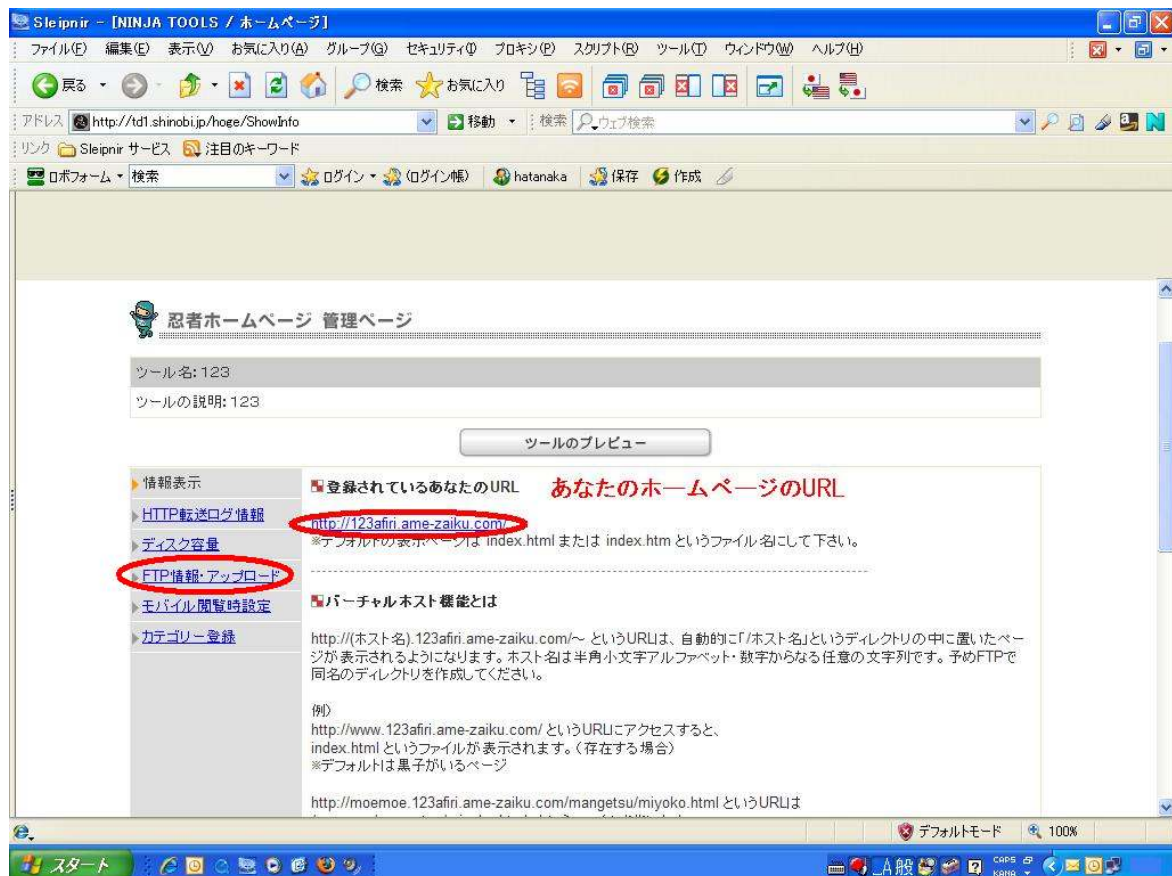 Sleipnir - [NINJA TOOLS / ホームページ]
ファイル(F) 編集(E) 表示(V) お気に入り(A) グループ(G) セキュリティ(I) プロキシ(P) スクリプト(R) ツール(T) ウィンドウ(W) ヘルプ(H)
戻る 検索 お気に入り
アドレス http://td1.shinobi.jp/hoge/ShowInfo 移動 検索 ウェブ検索
リンク Sleipnir サービス 注目のキーワード
ロボフォーム 検索 ログイン (ログイン帳) hatanaka 保存 作成
忍者ホームページ 管理ページ
ツール名: 123
ツールの説明: 123
ツールのプレビュー
情報表示
HTTP転送ログ情報
ディスク容量
FTP情報・アップロード
モバイル閲覧時設定
カテゴリー登録
登録されているあなたのURL あなたのホームページのURL
http://123afiri.ame-zaiku.com/
※デフォルトの表示ページは index.html または index.htm というファイル名にして下さい。
バーチャルホスト機能とは
http://(ホスト名).123afiri.ame-zaiku.com/~ というURLは、自動的に「/ホスト名」というディレクトリの中に置いたペー
ジが表示されるようになります。ホスト名は半角小文字アルファベット・数字からなる任意の文字列です。予めFTPで
同名のディレクトリを作成してください。
例)
http://www.123afiri.ame-zaiku.com/ というURLにアクセスすると、
index.html というファイルが表示されます。(存在する場合)
※デフォルトは黒子がいるページ
http://moemoe.123afiri.ame-zaiku.com/mangetsu/miyoko.html というURLは
デフォルトモード 100%
スタート A 般 CAPS KANA